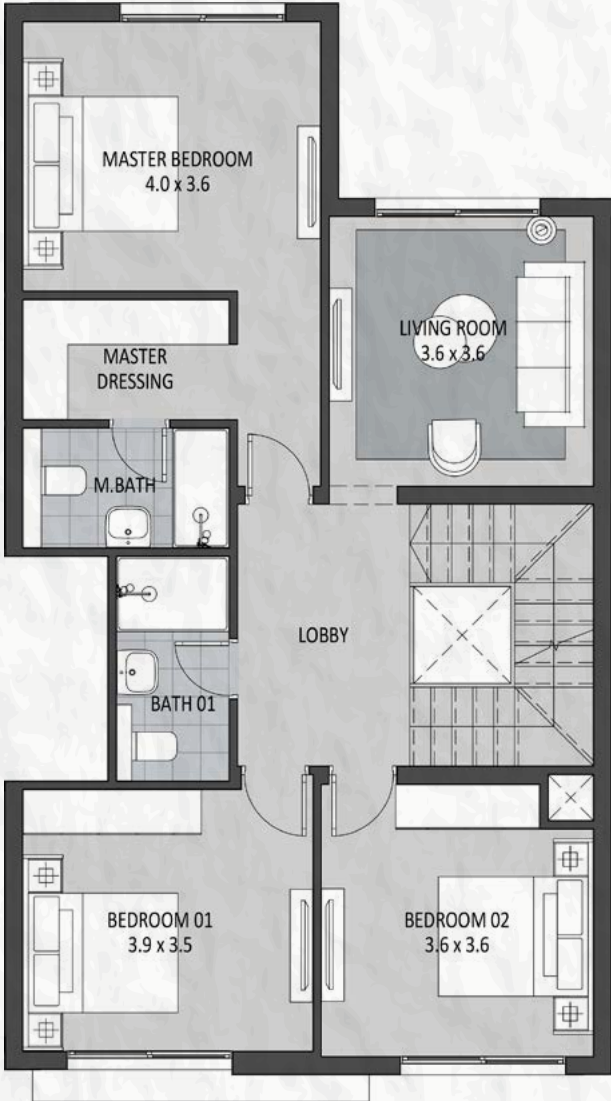 MASTER BEDROOM
4.0 x 3.6
LIVING ROOM
3.6 x 3.6
MASTER
DRESSING
M.BATH
LOBBY
BATH 01
BEDROOM 01
3.9 x 3.5
BEDROOM 02
3.6 x 3.6